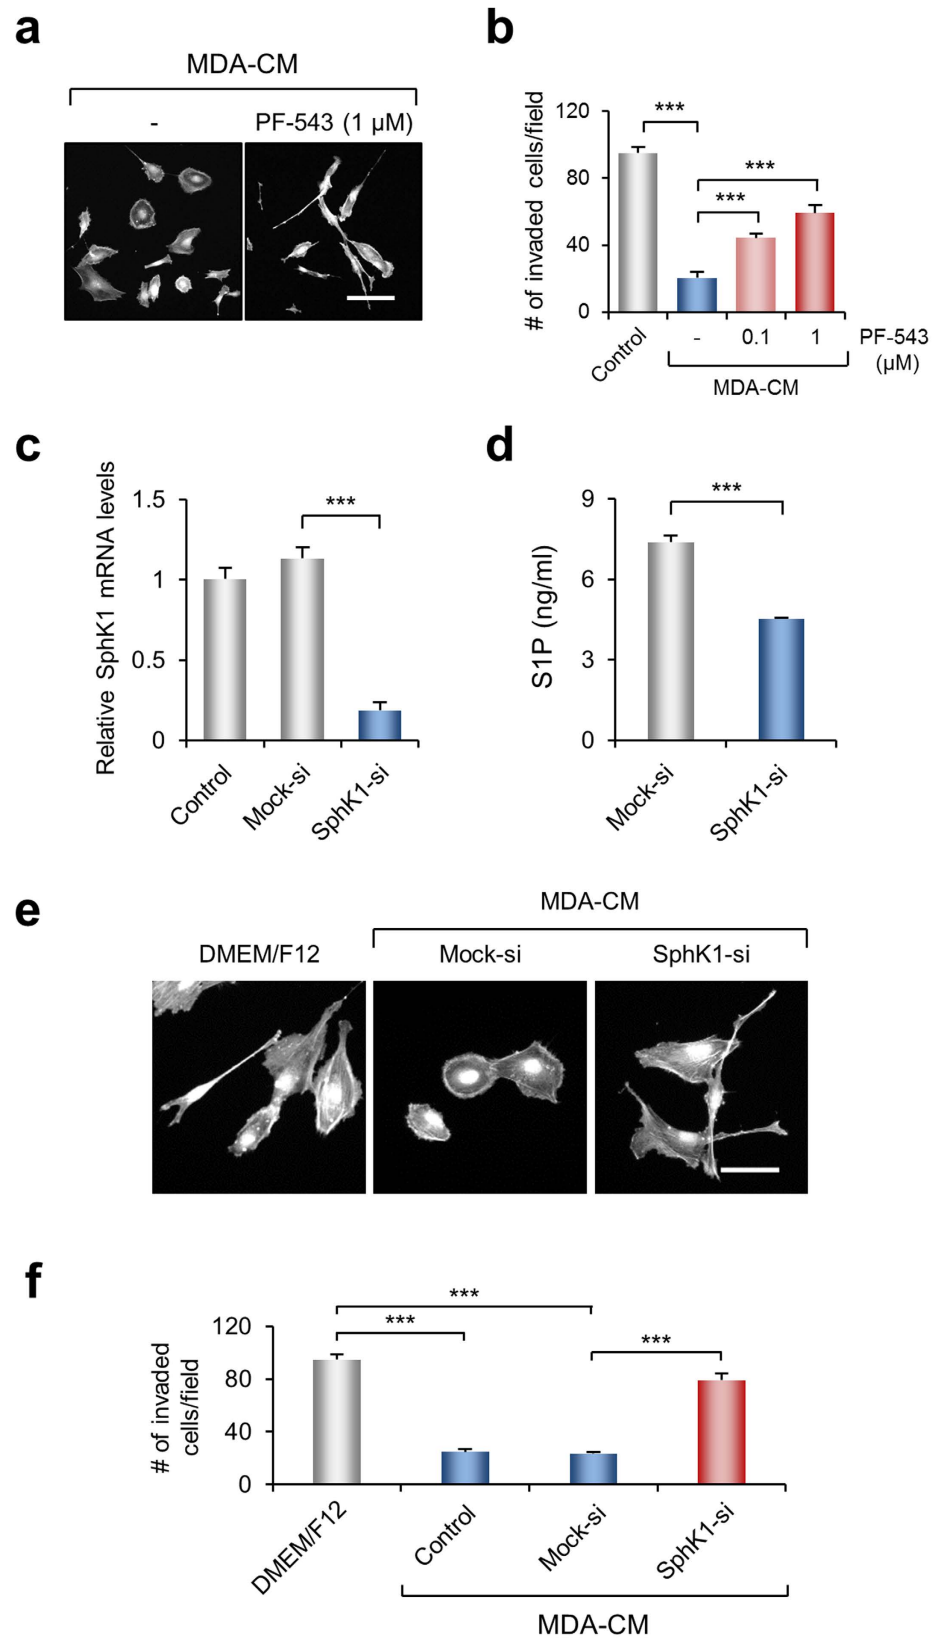 a
MDA-CM
-
PF-543 (1 µM)
b
# of invaded cells/field
120
80
40
0
***
***
***
Control
-
0.1
1
PF-543
(µM)
MDA-CM
c
Relative SphK1 mRNA levels
1.5
1
0.5
0
***
Control
Mock-si
SphK1-si
d
S1P (ng/ml)
9
6
3
0
***
Mock-si
SphK1-si
e
MDA-CM
DMEM/F12
Mock-si
SphK1-si
f
# of invaded
cells/field
120
80
40
0
***
***
***
DMEM/F12
Control
Mock-si
SphK1-si
MDA-CM